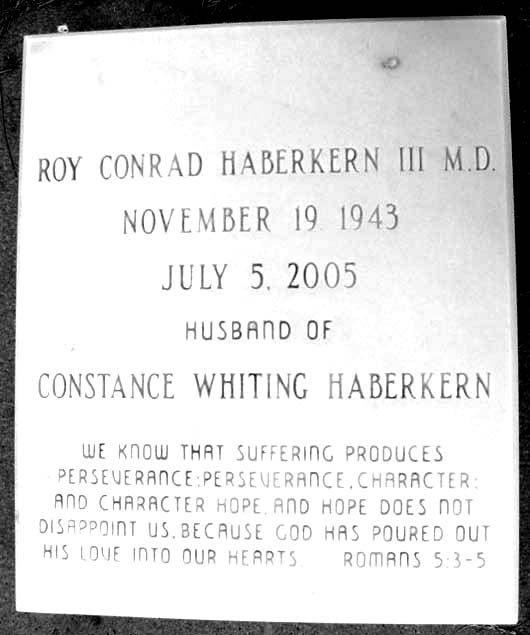 ROY CONRAD HABERKERN III M.D.
NOVEMBER 19 1943
JULY 5, 2005
HUSBAND OF
CONSTANCE WHITING HABERKERN
WE KNOW THAT SUFFERING PRODUCES
PERSEVERANCE; PERSEVERANCE, CHARACTER;
AND CHARACTER HOPE. AND HOPE DOES NOT
DISAPPOINT US, BECAUSE GOD HAS POURED OUT
HIS LOVE INTO OUR HEARTS. ROMANS 5:3-5